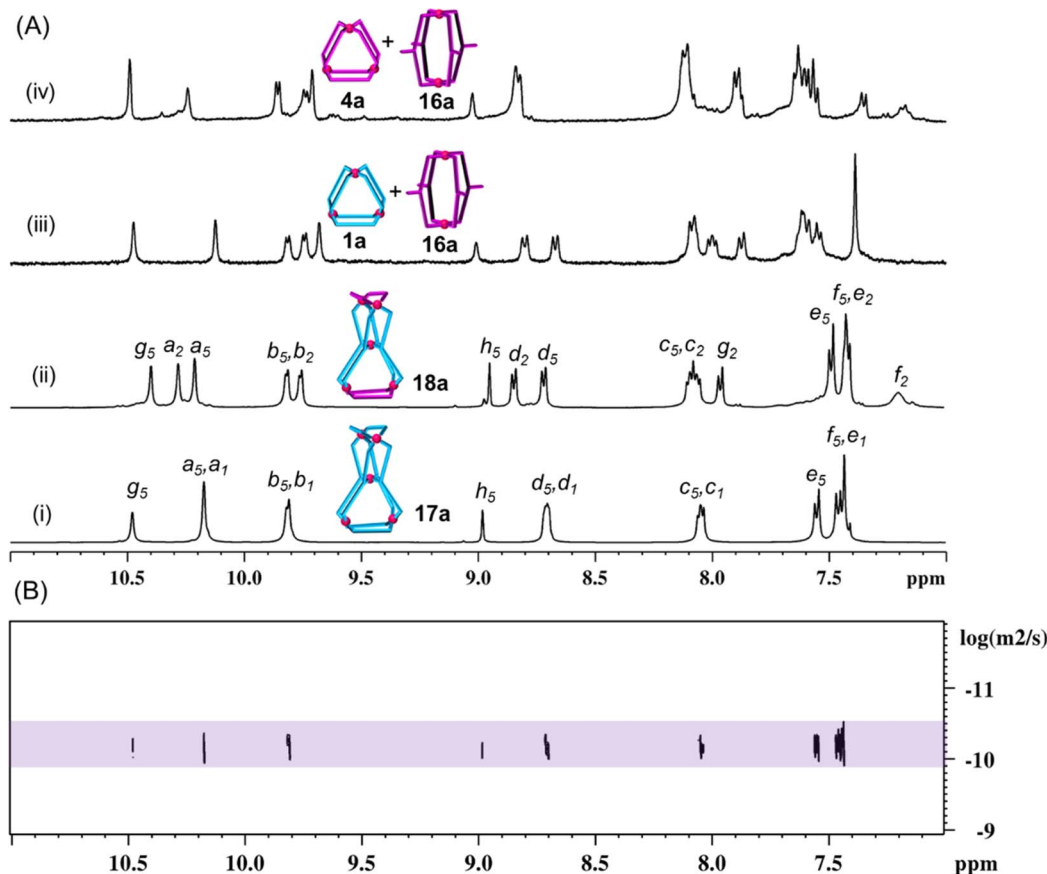 (A)
+
4a 16a
(iv)
+
1a 16a
(iii)
g5 a2 a5 b5,b2 h5 d2 d5 c5,c2 g2 e5 f5,e2 f2
18a
(ii)
g5 a5,a1 b5,b1 h5 d5,d1 c5,c1 e5 f5,e1
17a
(i)
10.5 10.0 9.5 9.0 8.5 8.0 7.5 ppm
(B)
log(m2/s)
-11
-10
-9
10.5 10.0 9.5 9.0 8.5 8.0 7.5 ppm